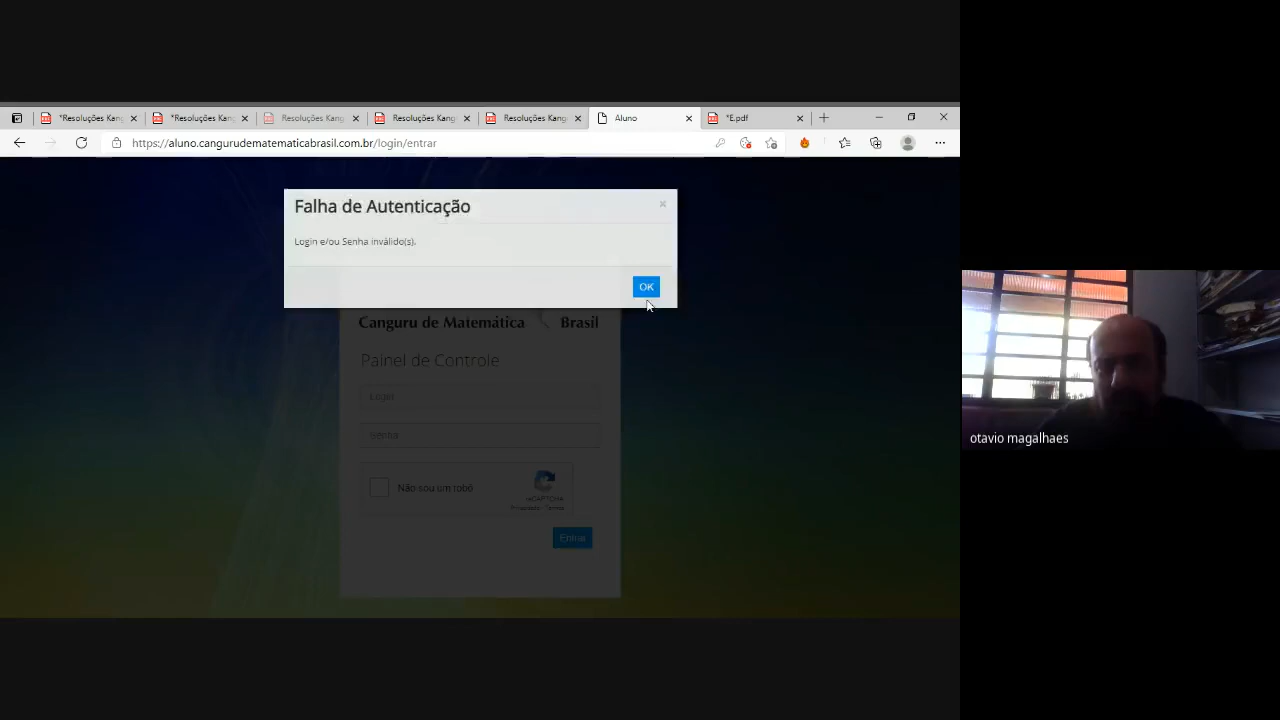 *Resoluções Kang
*Resoluções Kang
Resoluções Kang
Resoluções Kang
Resoluções Kang
Aluno
*E.pdf
https://aluno.cangurudematematicabrasil.com.br/login/entrar
Falha de Autenticação
Login e/ou Senha inválido(s).
OK
Canguru de Matemática Brasil
Painel de Controle
Login
Senha
Não sou um robô
reCAPTCHA
Privacidade - Termos
Entrar
otavio magalhaes